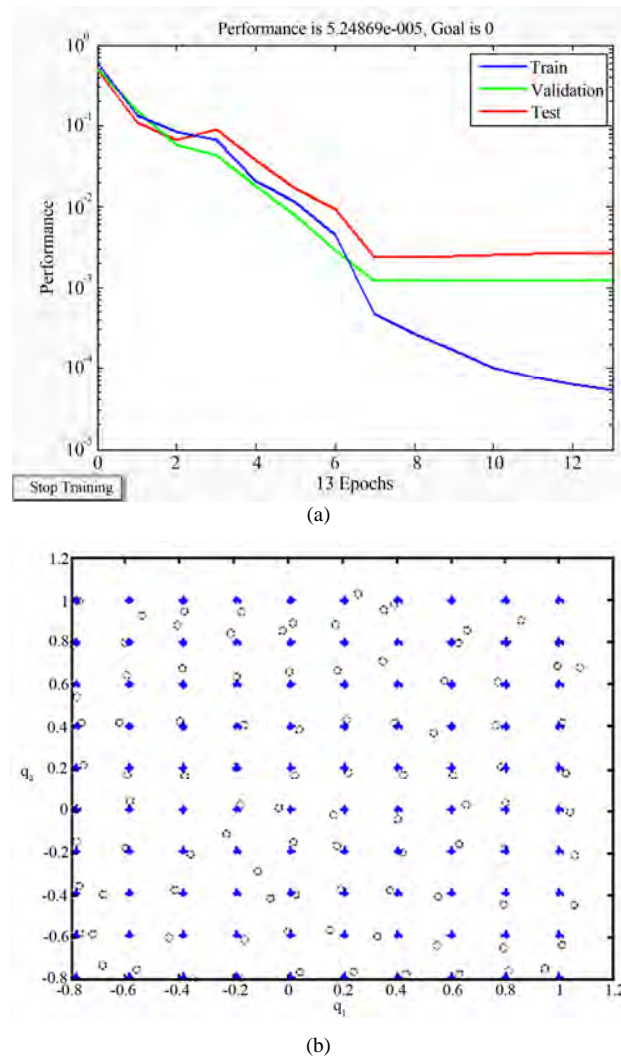 Performance is 5.24869e-005, Goal is 0
10^0
10^-1
10^-2
10^-3
10^-4
10^-5
Performance
Train
Validation
Test
0 2 4 6 8 10 12
13 Epochs
Stop Training
(a)
1.2
1
0.8
0.6
0.4
0.2
0
-0.2
-0.4
-0.6
-0.8
-0.8 -0.6 -0.4 -0.2 0 0.2 0.4 0.6 0.8 1 1.2
q_1
(b)